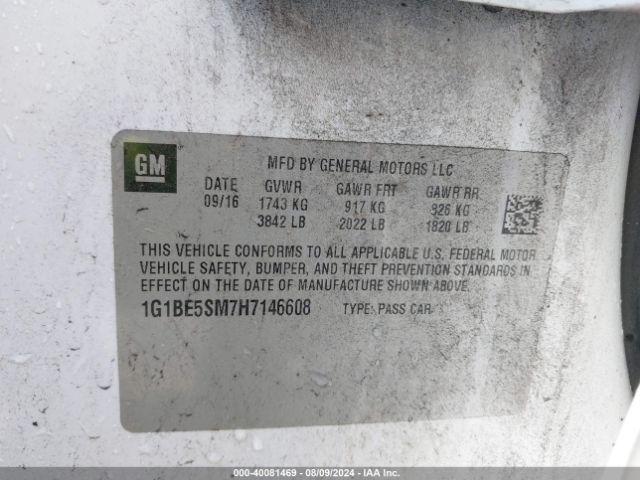 GM
MFD BY GENERAL MOTORS LLC
DATE GVWR GAWR FRT GAWR RR
09/16 1743 KG 917 KG 826 KG
3842 LB 2022 LB 1820 LB
THIS VEHICLE CONFORMS TO ALL APPLICABLE U.S. FEDERAL MOTOR
VEHICLE SAFETY, BUMPER, AND THEFT PREVENTION STANDARDS IN
EFFECT ON THE DATE OF MANUFACTURE SHOWN ABOVE.
1G1BE5SM7H7146608 TYPE: PASS CAR
000-40081469 - 08/09/2024 - IAA Inc.